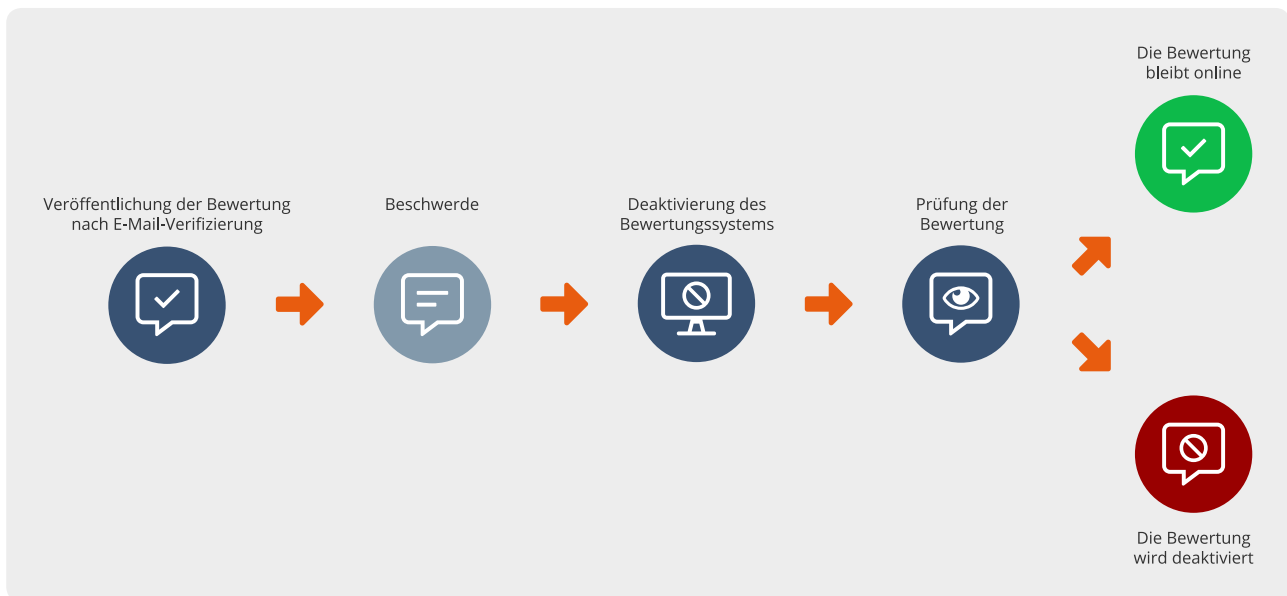 Veröffentlichung der Bewertung
nach E-Mail-Verifizierung
Beschwerde
Deaktivierung des
Bewertungssystems
Prüfung der
Bewertung
Die Bewertung
bleibt online
Die Bewertung
wird deaktiviert